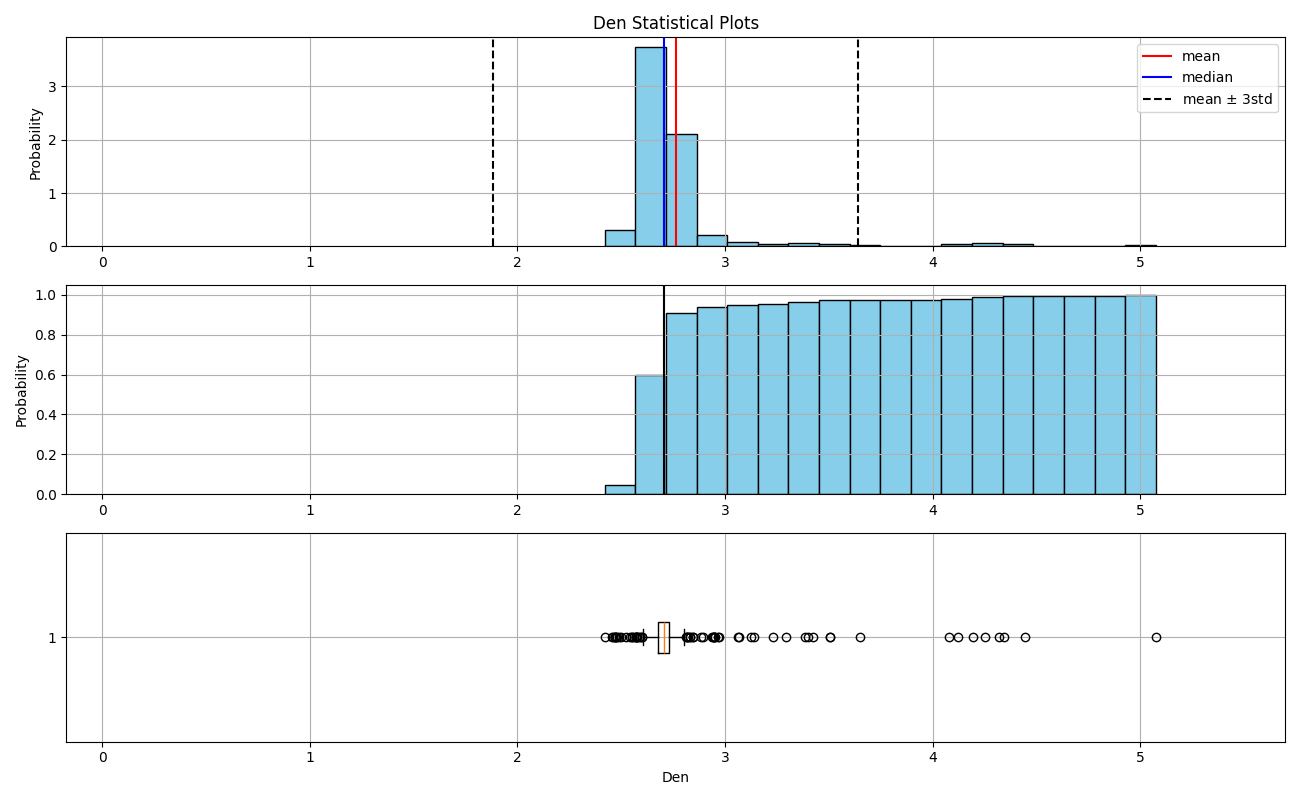 Den Statistical Plots
Probability
3
2
1
0
mean
median
mean ± 3std
0 1 2 3 4 5
Probability
1.0
0.8
0.6
0.4
0.2
0.0
0 1 2 3 4 5
1
0 1 2 3 4 5
Den